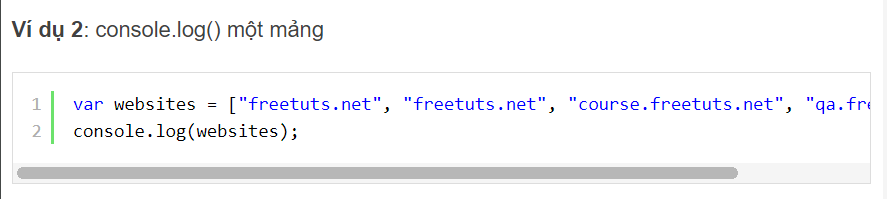 Ví dụ 2: console.log() một mảng
1 var websites = ["freetuts.net", "freetuts.net", "course.freetuts.net", "qa.fre
2 console.log(websites);